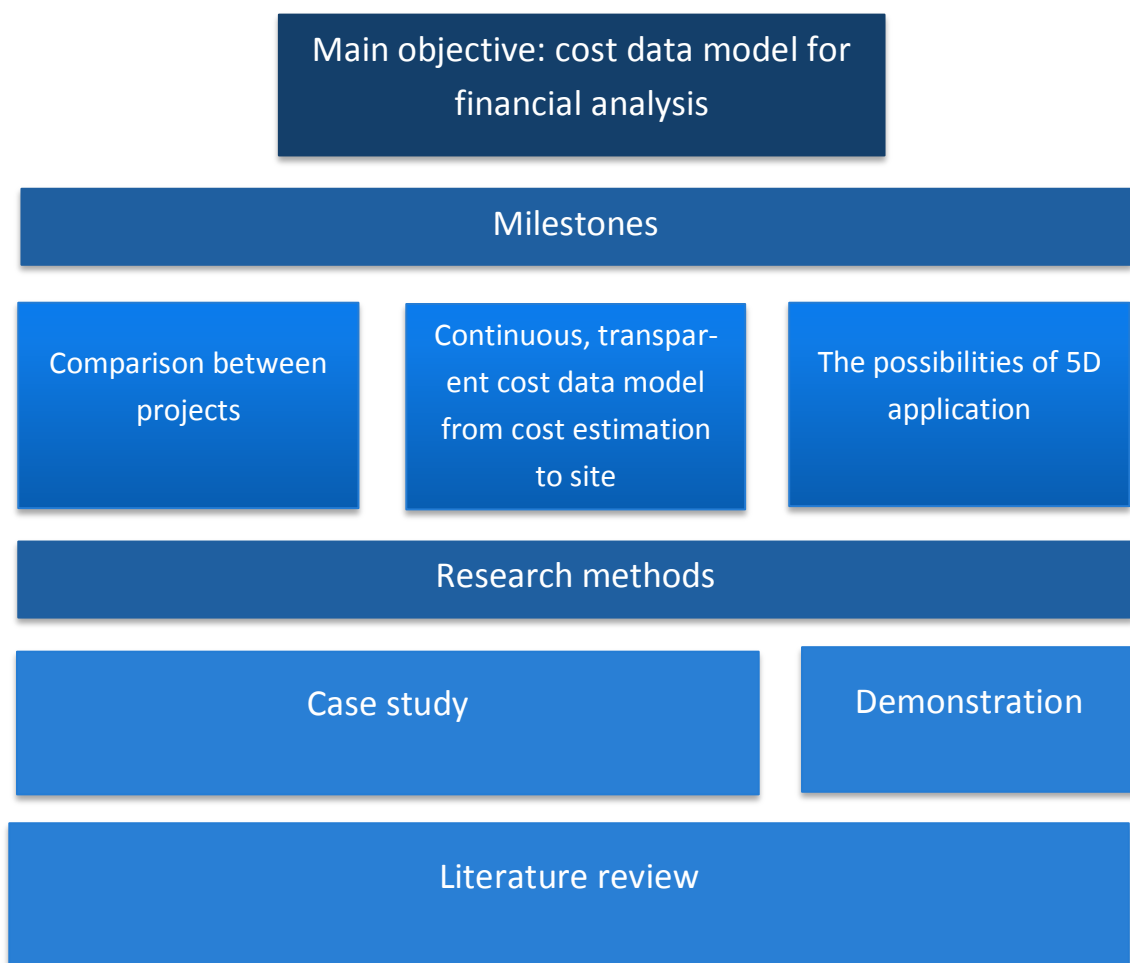 Main objective: cost data model for
financial analysis
Milestones
Comparison between
projects
Continuous, transpar-
ent cost data model
from cost estimation
to site
The possibilities of 5D
application
Research methods
Case study
Demonstration
Literature review